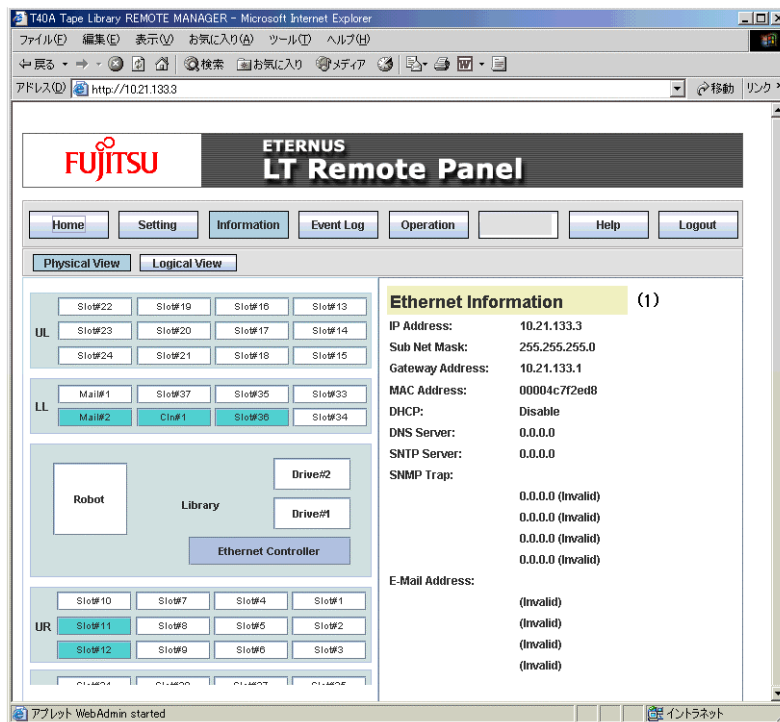 T40A Tape Library REMOTE MANAGER - Microsoft Internet Explorer
ファイル(F) 編集(E) 表示(V) お気に入り(A) ツール(T) ヘルプ(H)
戻る 検索 お気に入り メディア
アドレス(D) http://10.21.133.3 移動 リンク
FUJITSU
ETERNUS
LT Remote Panel
Home Setting Information Event Log Operation Help Logout
Physical View Logical View
UL
Slot#22 Slot#19 Slot#16 Slot#13
Slot#23 Slot#20 Slot#17 Slot#14
Slot#24 Slot#21 Slot#18 Slot#15
LL
Mail#1 Slot#37 Slot#35 Slot#33
Mail#2 Cln#1 Slot#36 Slot#34
Robot
Library
Drive#2
Drive#1
Ethernet Controller
UR
Slot#10 Slot#7 Slot#4 Slot#1
Slot#11 Slot#8 Slot#5 Slot#2
Slot#12 Slot#9 Slot#6 Slot#3
Ethernet Information (1)
IP Address: 10.21.133.3
Sub Net Mask: 255.255.255.0
Gateway Address: 10.21.133.1
MAC Address: 00004c7f2ed8
DHCP: Disable
DNS Server: 0.0.0.0
SNTP Server: 0.0.0.0
SNMP Trap:
0.0.0.0 (Invalid)
0.0.0.0 (Invalid)
0.0.0.0 (Invalid)
0.0.0.0 (Invalid)
E-Mail Address:
(Invalid)
(Invalid)
(Invalid)
(Invalid)
アプレット WebAdmin started イントラネット